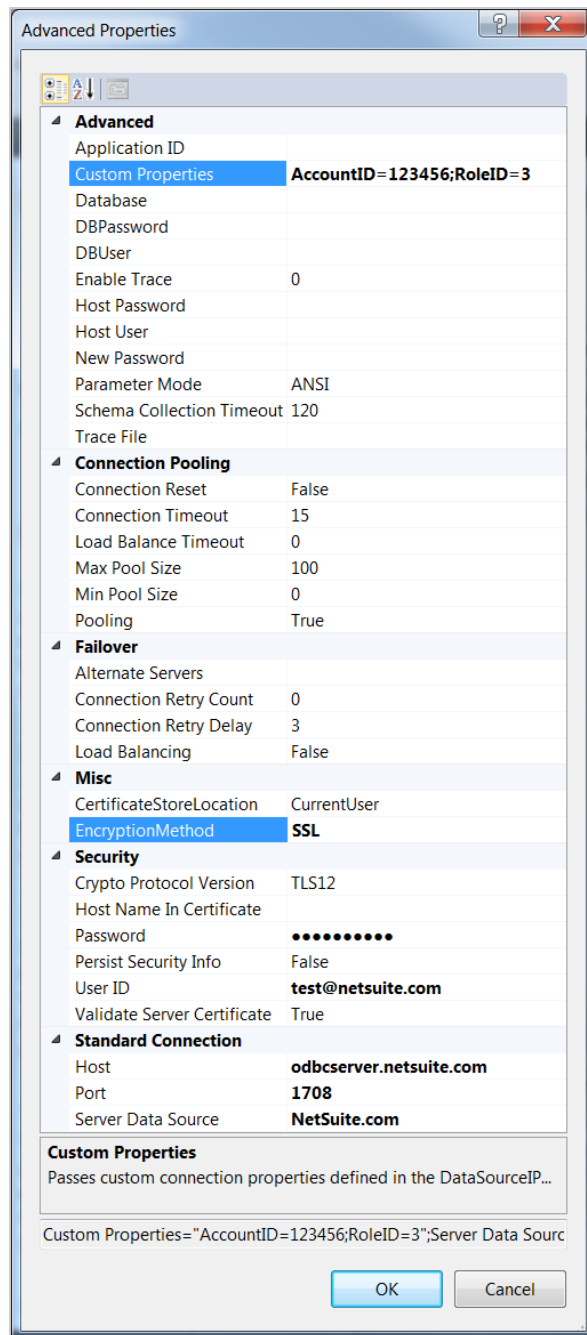 Advanced Properties
Advanced
Application ID
Custom Properties AccountID=123456;RoleID=3
Database
DBPassword
DBUser
Enable Trace 0
Host Password
Host User
New Password
Parameter Mode ANSI
Schema Collection Timeout 120
Trace File
Connection Pooling
Connection Reset False
Connection Timeout 15
Load Balance Timeout 0
Max Pool Size 100
Min Pool Size 0
Pooling True
Failover
Alternate Servers
Connection Retry Count 0
Connection Retry Delay 3
Load Balancing False
Misc
CertificateStoreLocation CurrentUser
EncryptionMethod SSL
Security
Crypto Protocol Version TLS12
Host Name In Certificate
Password ●●●●●●●●●●
Persist Security Info False
User ID test@netsuite.com
Validate Server Certificate True
Standard Connection
Host odbcserver.netsuite.com
Port 1708
Server Data Source NetSuite.com
Custom Properties
Passes custom connection properties defined in the DataSourceIP...
Custom Properties="AccountID=123456;RoleID=3";Server Data Sourc
OK Cancel